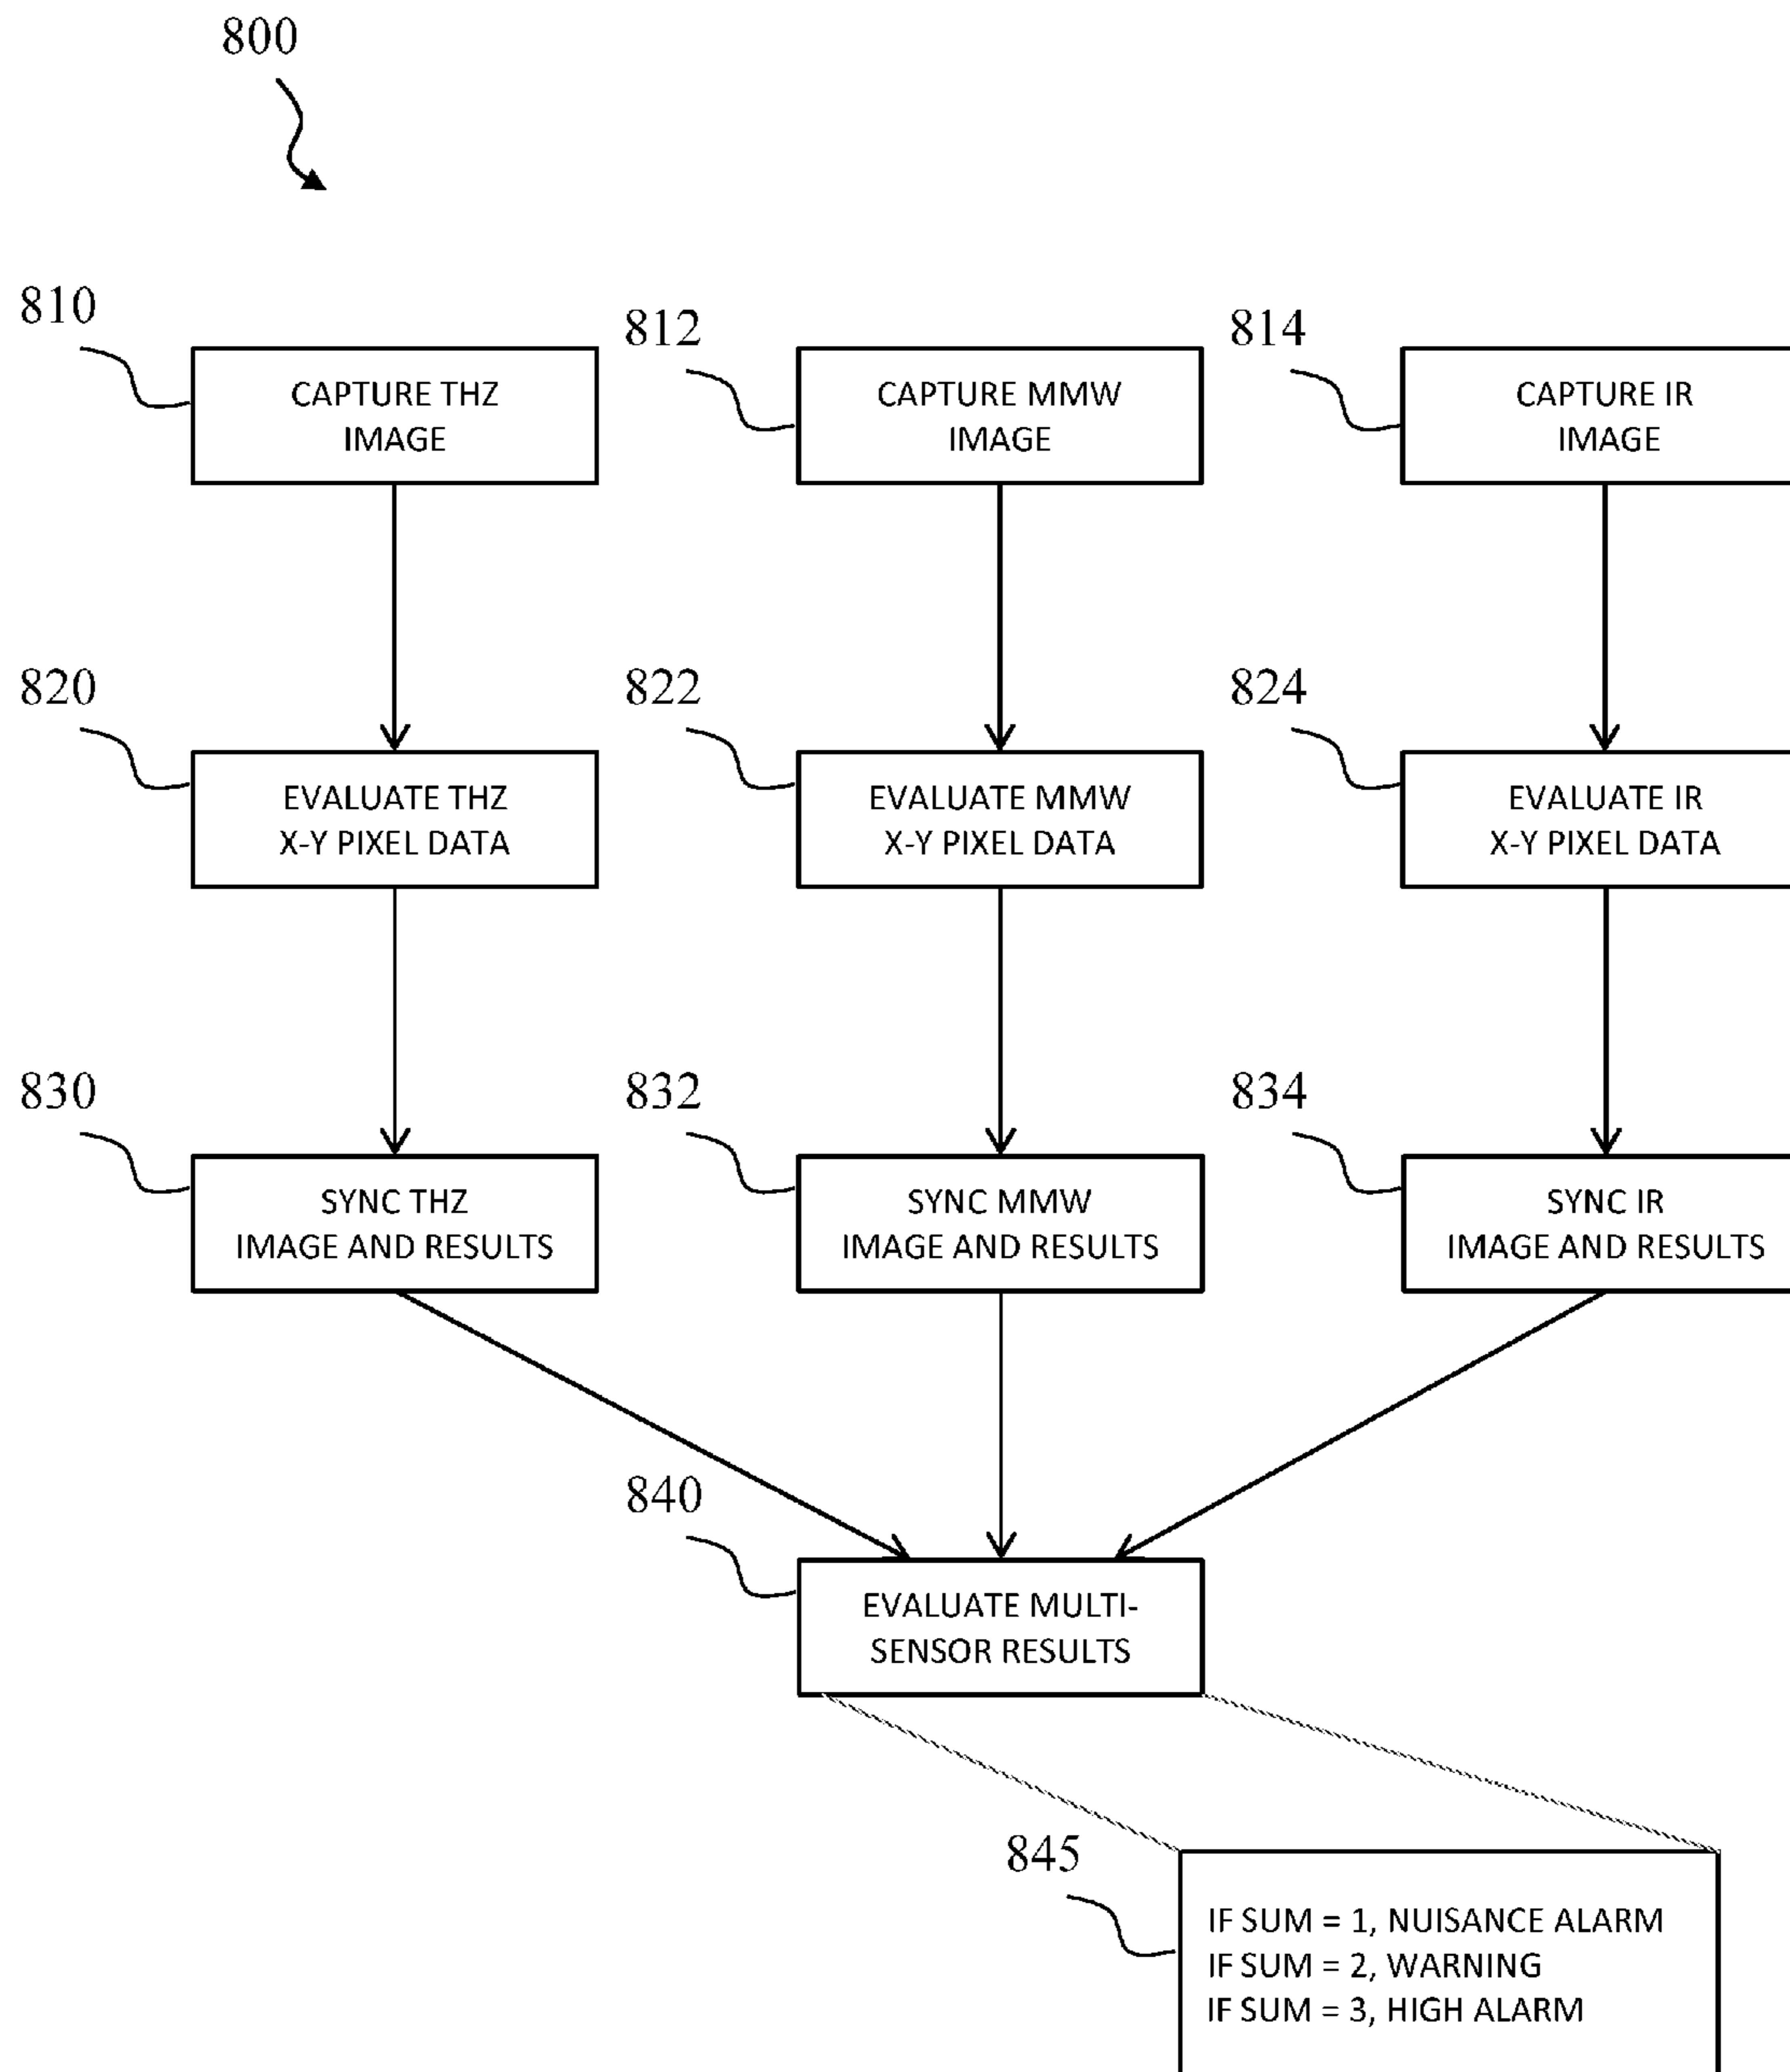 800
810
812
814
CAPTURE THZ
IMAGE
CAPTURE MMW
IMAGE
CAPTURE IR
IMAGE
820
822
824
EVALUATE THZ
X-Y PIXEL DATA
EVALUATE MMW
X-Y PIXEL DATA
EVALUATE IR
X-Y PIXEL DATA
830
832
834
SYNC THZ
IMAGE AND RESULTS
SYNC MMW
IMAGE AND RESULTS
SYNC IR
IMAGE AND RESULTS
840
EVALUATE MULTI-
SENSOR RESULTS
845
IF SUM = 1, NUISANCE ALARM
IF SUM = 2, WARNING
IF SUM = 3, HIGH ALARM